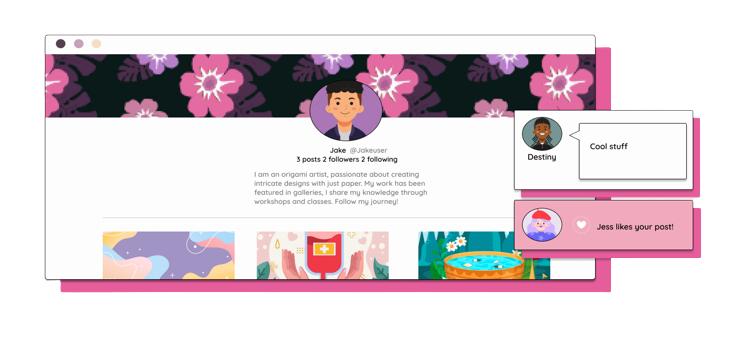 Jake @Jakeuser
3 posts 2 followers 2 following
I am an origami artist, passionate about creating
intricate designs with just paper. My work has been
featured in galleries, I share my knowledge through
workshops and classes. Follow my journey!
Cool stuff
Destiny
Jess likes your post!